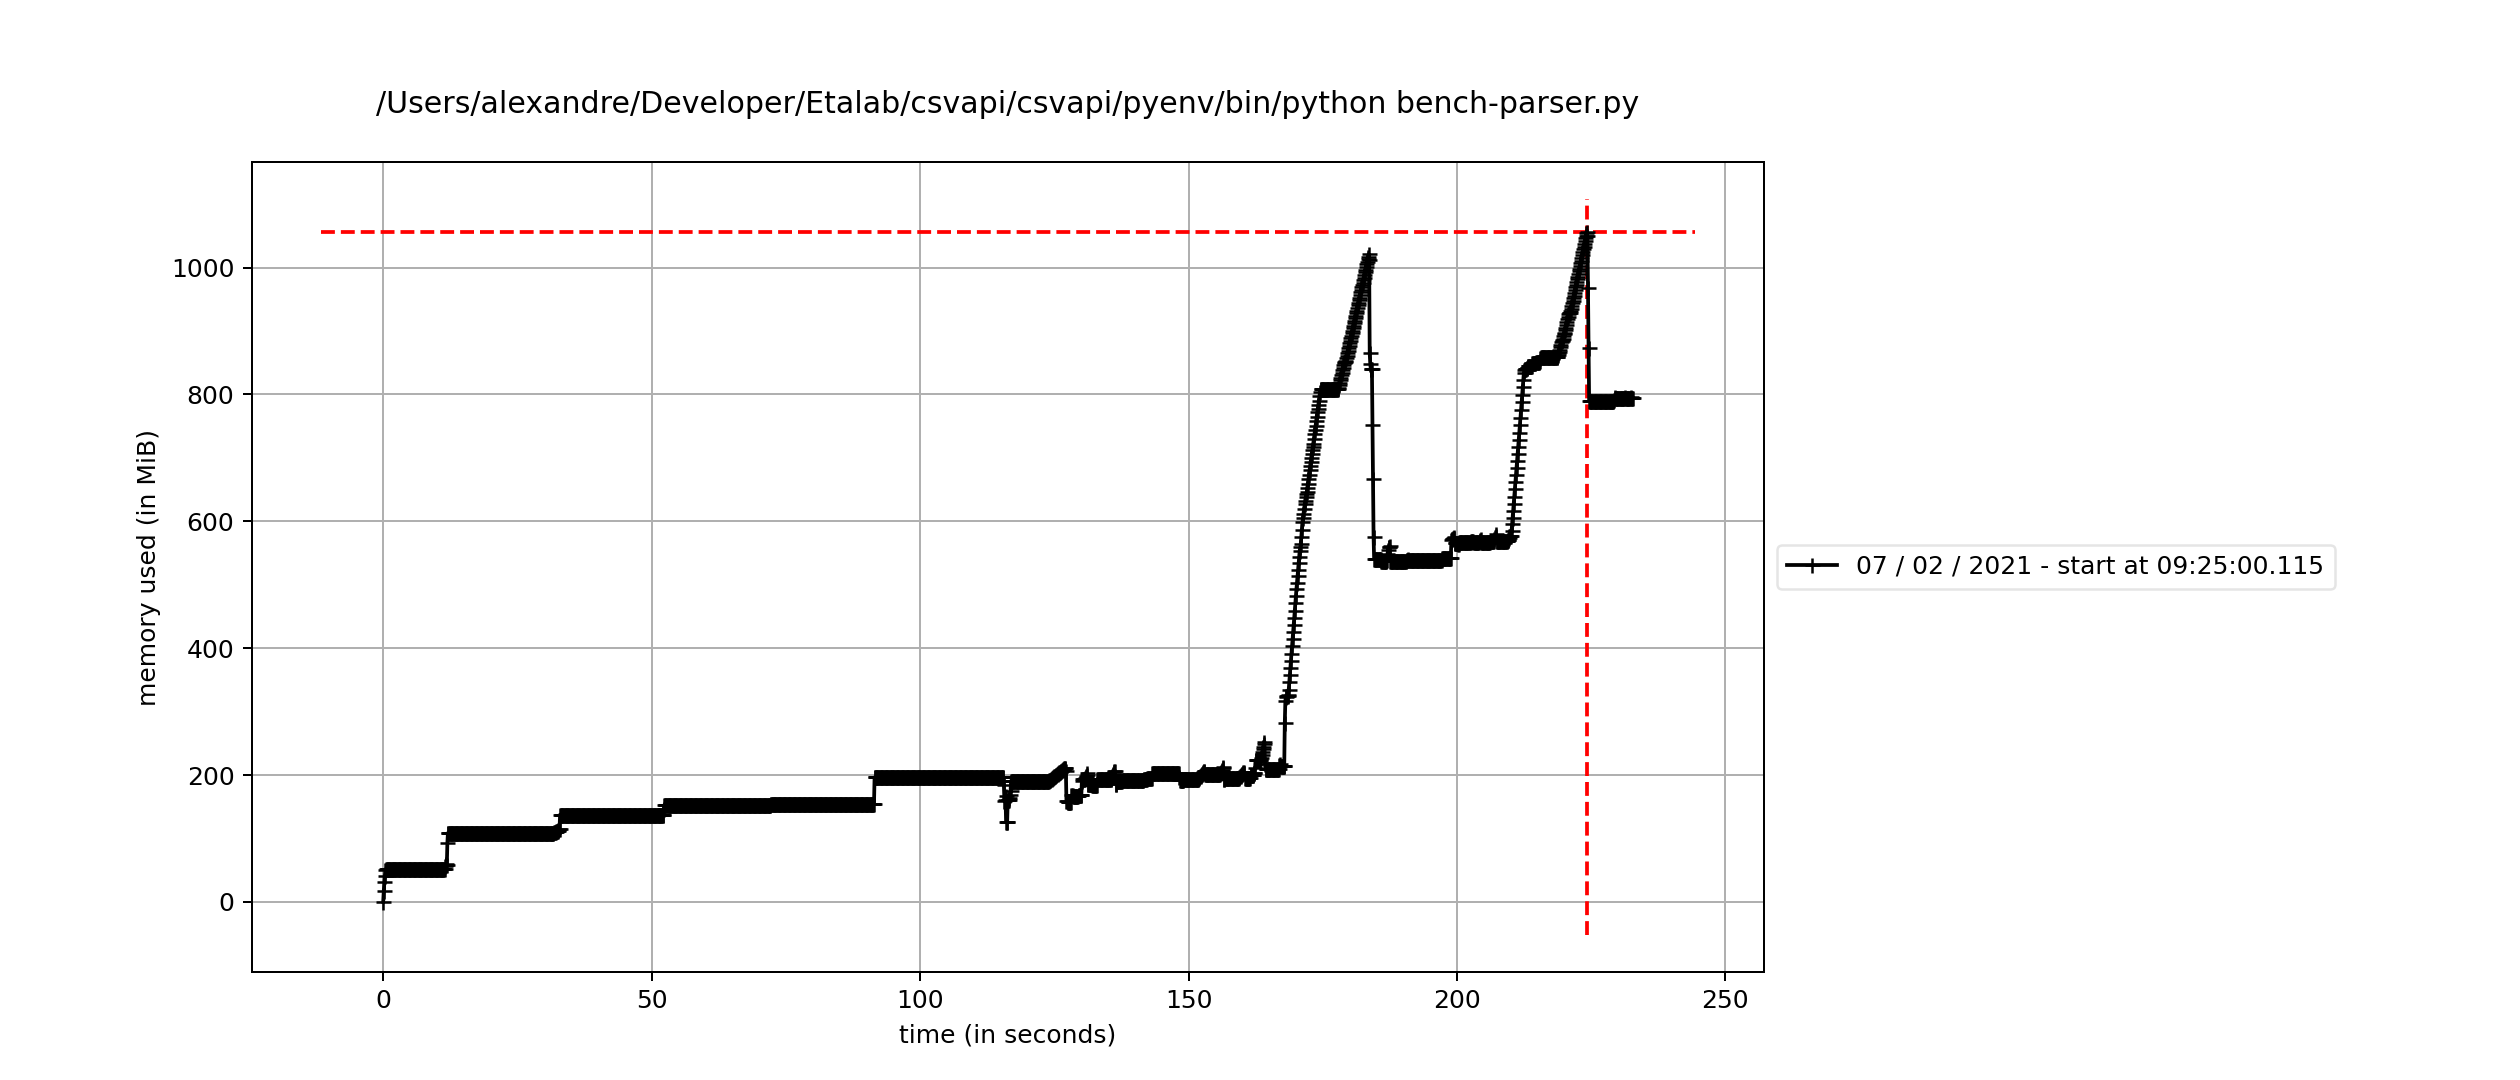 /Users/alexandre/Developer/Etalab/csvapi/csvapi/pyenv/bin/python bench-parser.py
memory used (in MiB)
1000
800
600
400
200
0
0 50 100 150 200 250
time (in seconds)
07 / 02 / 2021 - start at 09:25:00.115